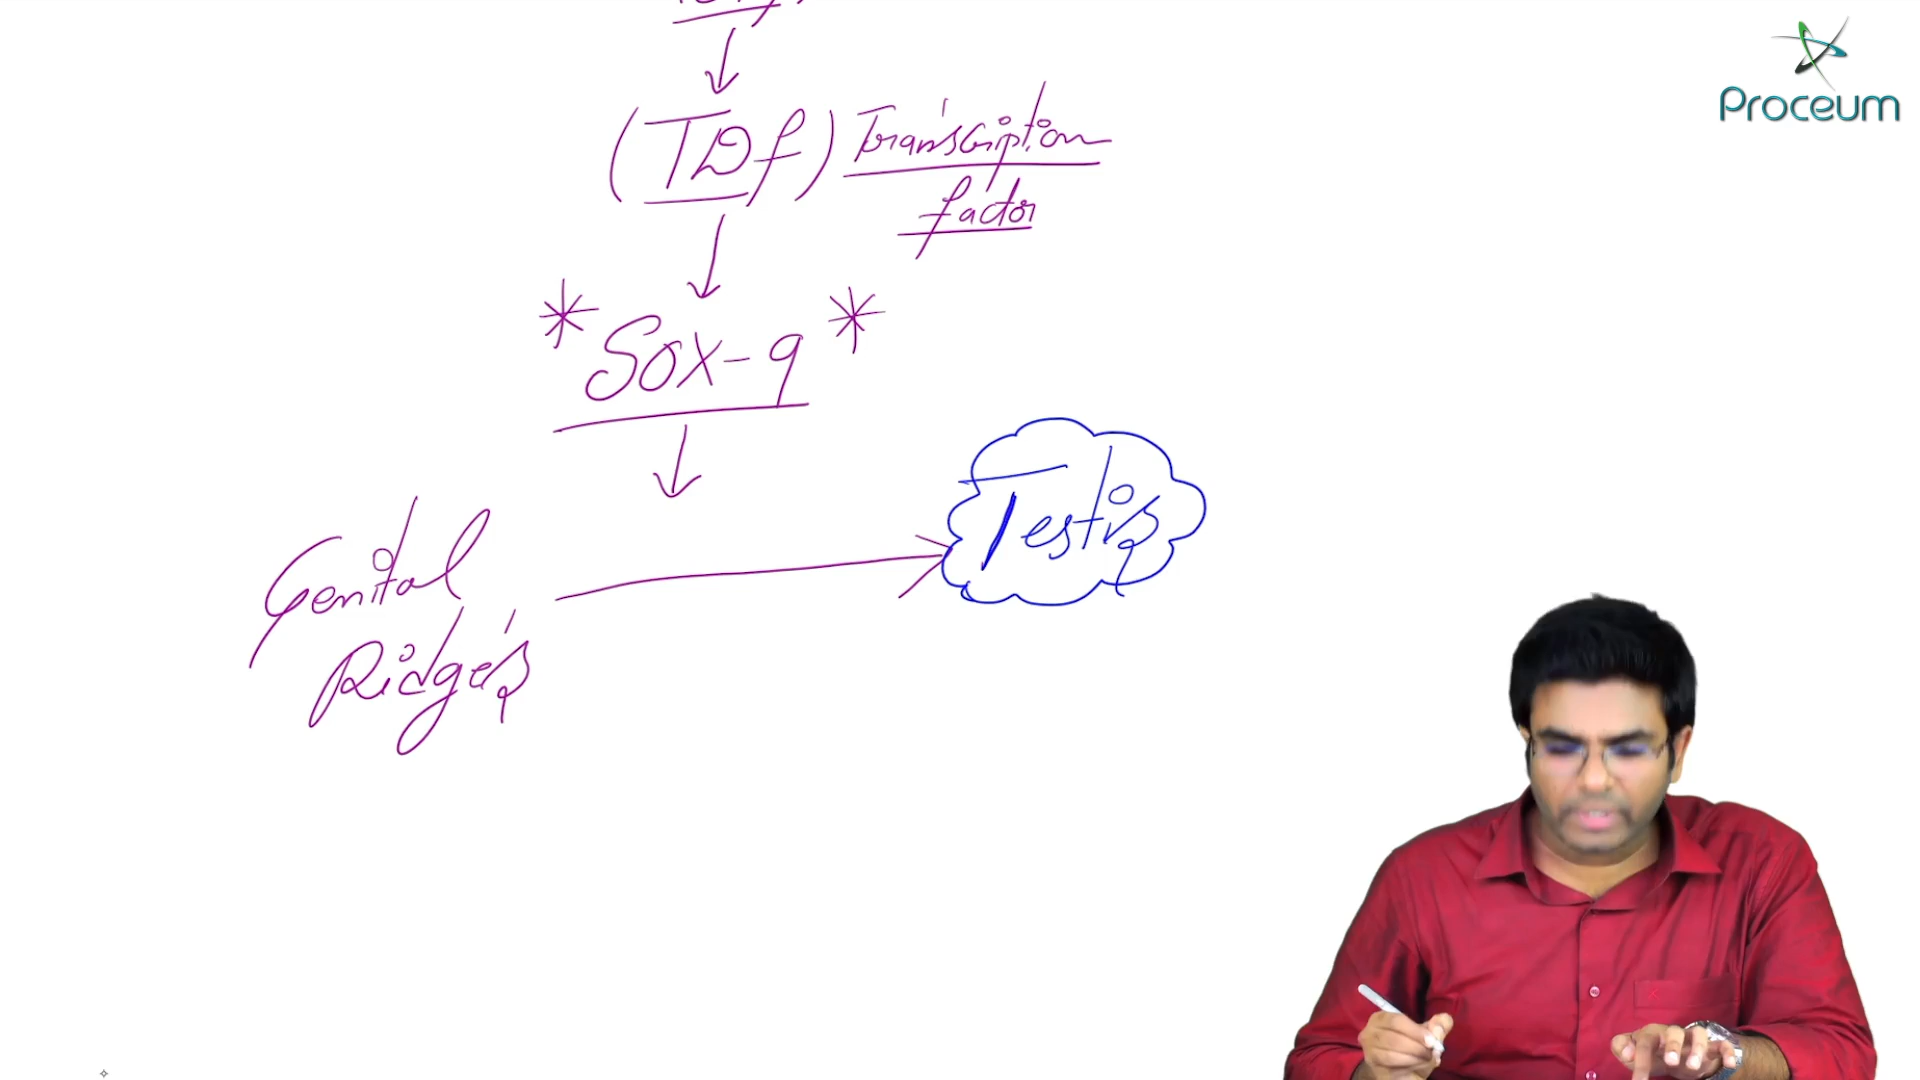 Proceum
(TDf) Transcription
factor
* Sox-9 *
Testis
Genital
Ridges